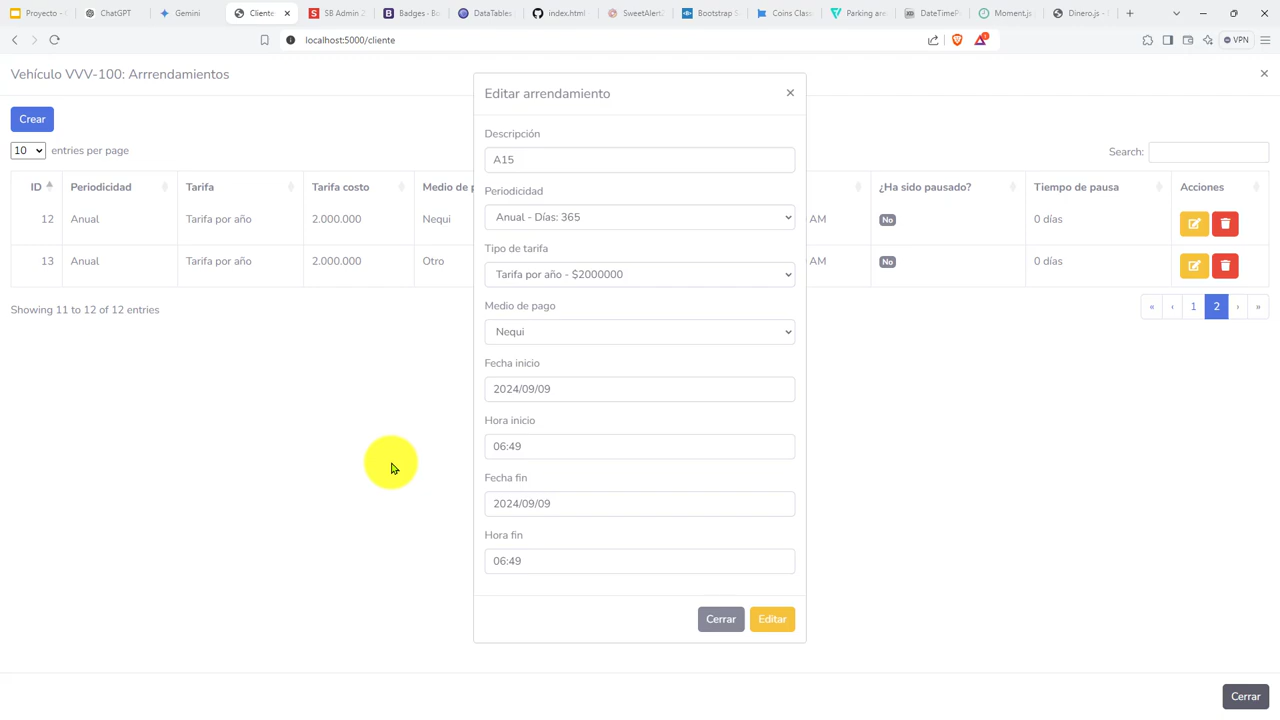 Proyecto - G
ChatGPT
Gemini
Cliente
SB Admin 2
Badges - Bo
DataTables
index.html
SweetAlert2
Bootstrap S
Coins Class
Parking are
DateTimePi
Moment.js
Dinero.js - S
localhost:5000/cliente
VPN
Vehículo VVV-100: Arrrendamientos
Crear
10 entries per page
Search:
ID Periodicidad Tarifa Tarifa costo Medio de p ¿Ha sido pausado? Tiempo de pausa Acciones
12 Anual Tarifa por año 2.000.000 Nequi AM No 0 días
13 Anual Tarifa por año 2.000.000 Otro AM No 0 días
Showing 11 to 12 of 12 entries
« ‹ 1 2 › »
Editar arrendamiento
Descripción
A15
Periodicidad
Anual - Días: 365
Tipo de tarifa
Tarifa por año - $2000000
Medio de pago
Nequi
Fecha inicio
2024/09/09
Hora inicio
06:49
Fecha fin
2024/09/09
Hora fin
06:49
Cerrar Editar
Cerrar